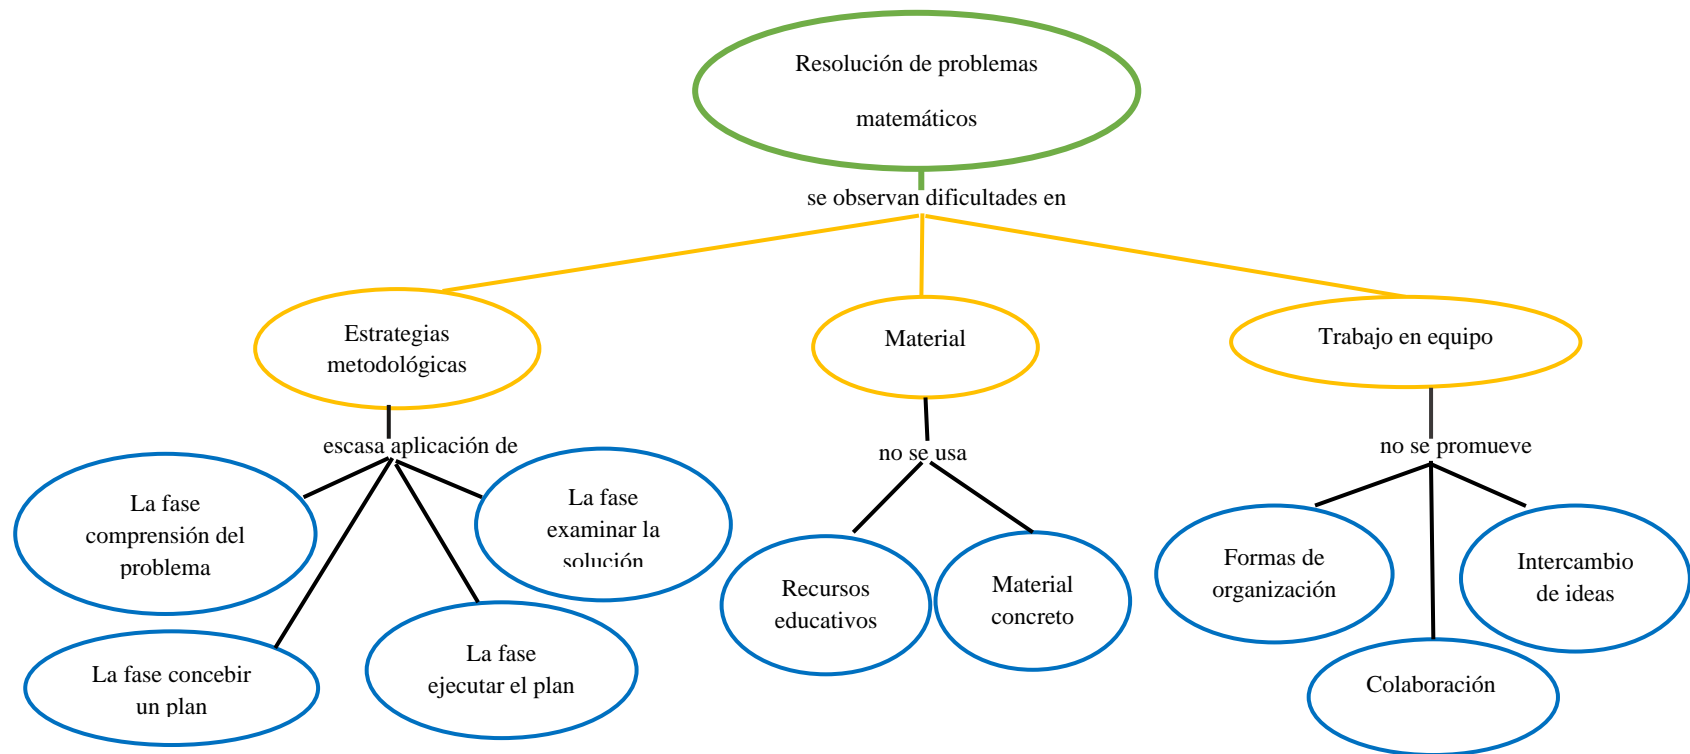 Resolución de problemas
matemáticos
se observan dificultades en
Estrategias
metodológicas
Material
Trabajo en equipo
escasa aplicación de
no se usa
no se promueve
La fase
comprensión del
problema
La fase
examinar la
solución
La fase concebir
un plan
La fase
ejecutar el plan
Recursos
educativos
Material
concreto
Formas de
organización
Intercambio
de ideas
Colaboración